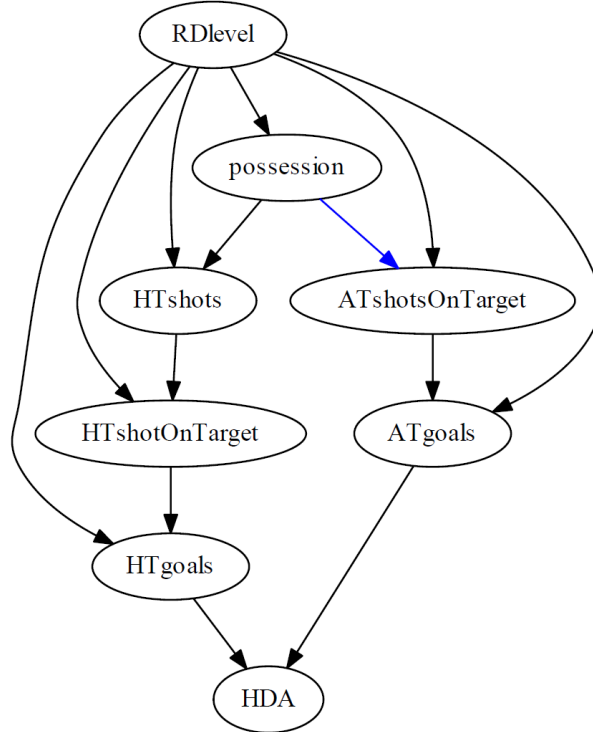 RDlevel
possession
HTshots
ATshotsOnTarget
HTshotOnTarget
ATgoals
HTgoals
HDA